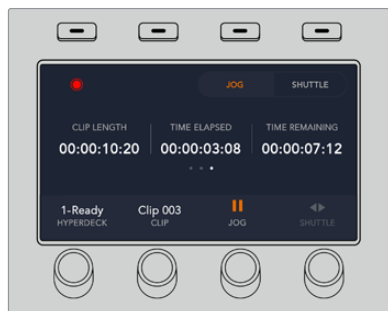 JOG SHUTTLE
CLIP LENGTH TIME ELAPSED TIME REMAINING
00:00:10:20 00:00:03:08 00:00:07:12
1-Ready Clip 003
HYPERDECK CLIP JOG SHUTTLE